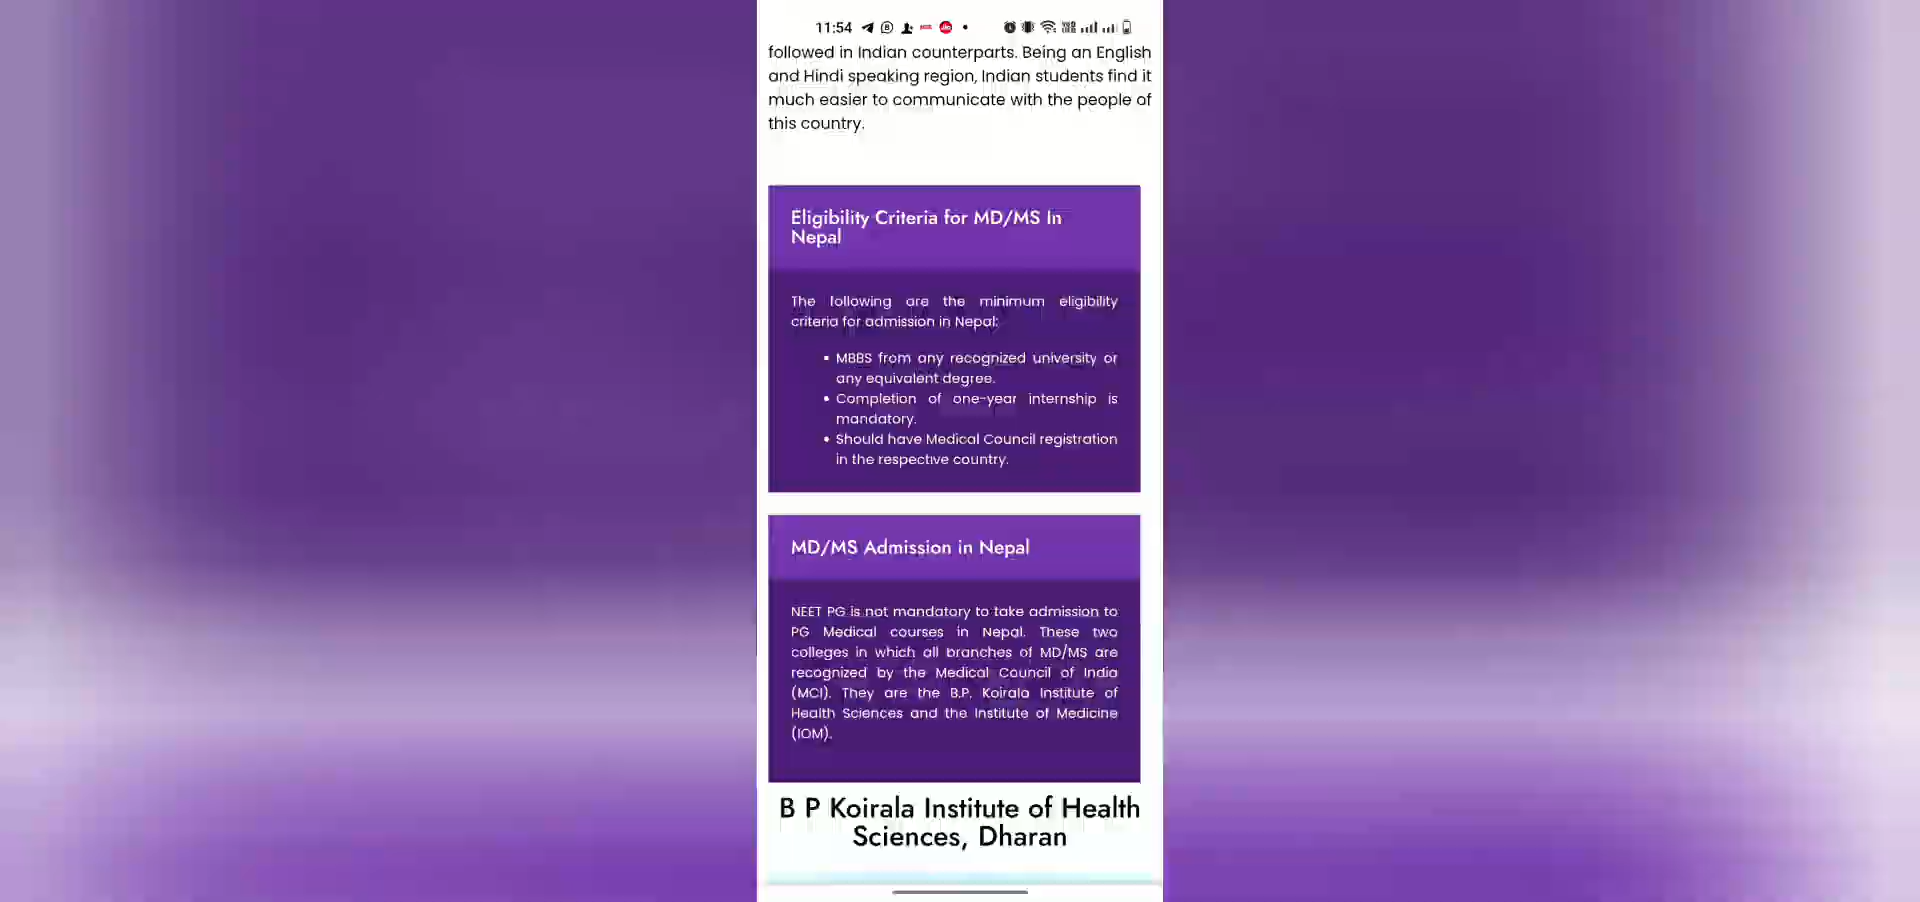 11:54
followed in Indian counterparts. Being an English
and Hindi speaking region, Indian students find it
much easier to communicate with the people of
this country.
Eligibility Criteria for MD/MS In
Nepal
The following are the minimum eligibility
criteria for admission in Nepal:
MBBS from any recognized university or
any equivalent degree.
Completion of one-year internship is
mandatory.
Should have Medical Council registration
in the respective country.
MD/MS Admission in Nepal
NEET PG is not mandatory to take admission to
PG Medical courses in Nepal. These two
colleges in which all branches of MD/MS are
recognized by the Medical Council of India
(MCI). They are the B.P. Koirala Institute of
Health Sciences and the Institute of Medicine
(IOM).
B P Koirala Institute of Health
Sciences, Dharan